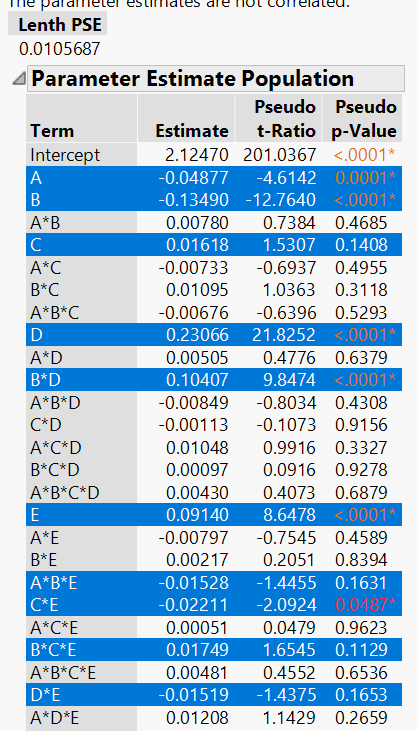 The parameter estimates are not correlated.
Lenth PSE
0.0105687
Parameter Estimate Population
Term Estimate Pseudo t-Ratio Pseudo p-Value
Intercept 2.12470 201.0367 <.0001*
A -0.04877 -4.6142 0.0001*
B -0.13490 -12.7640 <.0001*
A*B 0.00780 0.7384 0.4685
C 0.01618 1.5307 0.1408
A*C -0.00733 -0.6937 0.4955
B*C 0.01095 1.0363 0.3118
A*B*C -0.00676 -0.6396 0.5293
D 0.23066 21.8252 <.0001*
A*D 0.00505 0.4776 0.6379
B*D 0.10407 9.8474 <.0001*
A*B*D -0.00849 -0.8034 0.4308
C*D -0.00113 -0.1073 0.9156
A*C*D 0.01048 0.9916 0.3327
B*C*D 0.00097 0.0916 0.9278
A*B*C*D 0.00430 0.4073 0.6879
E 0.09140 8.6478 <.0001*
A*E -0.00797 -0.7545 0.4589
B*E 0.00217 0.2051 0.8394
A*B*E -0.01528 -1.4455 0.1631
C*E -0.02211 -2.0924 0.0487*
A*C*E 0.00051 0.0479 0.9623
B*C*E 0.01749 1.6545 0.1129
A*B*C*E 0.00481 0.4552 0.6536
D*E -0.01519 -1.4375 0.1653
A*D*E 0.01208 1.1429 0.2659